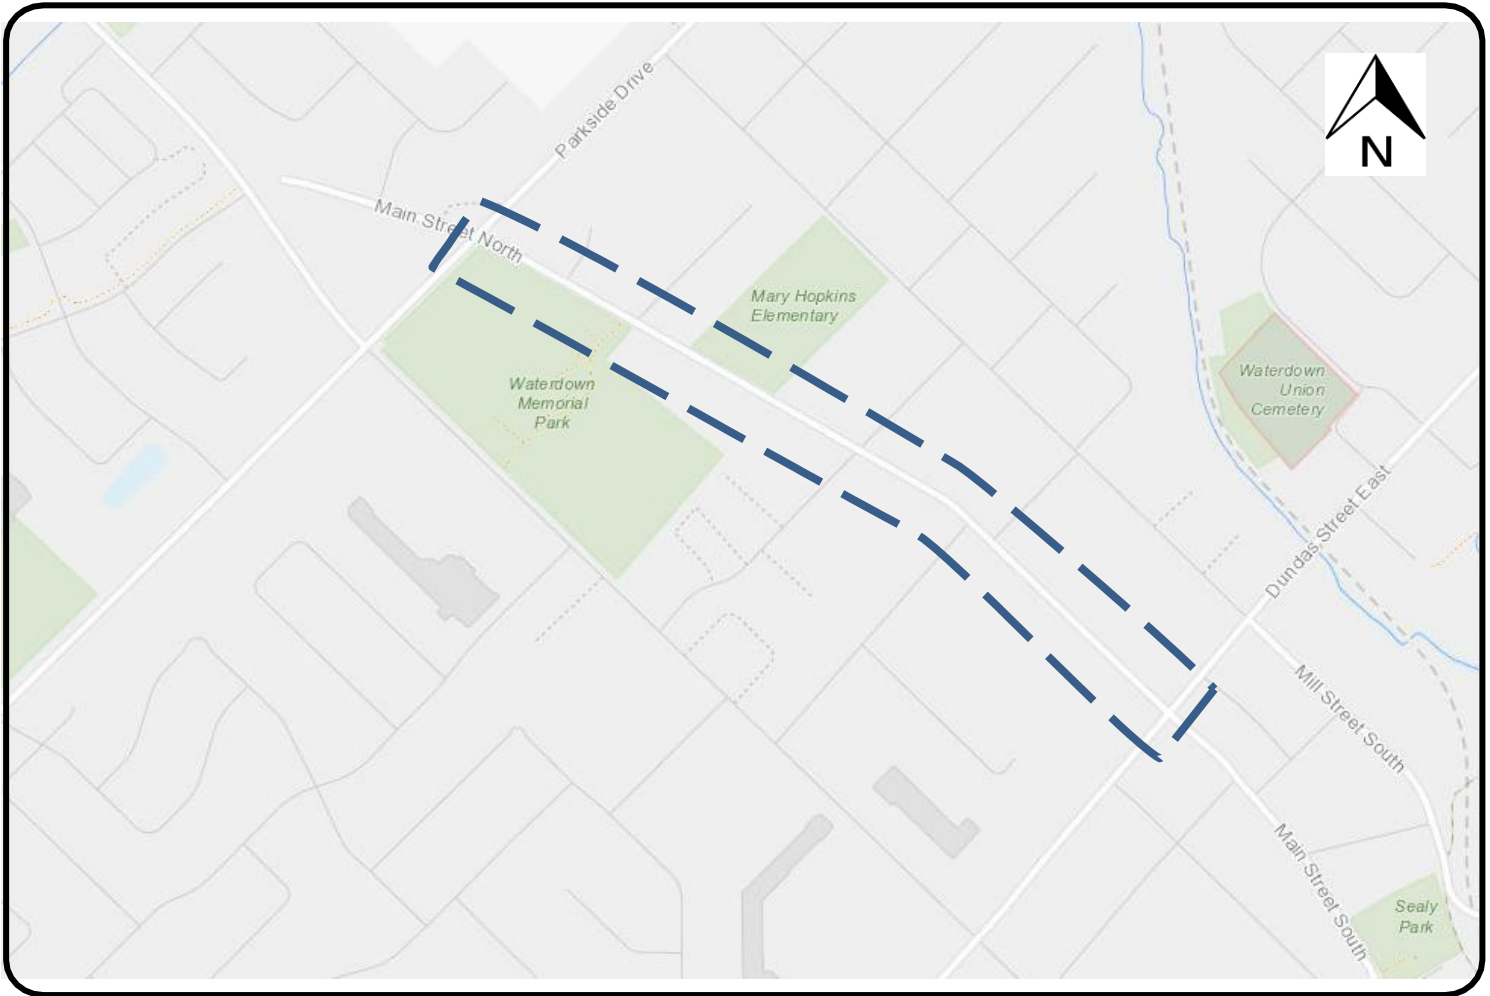 Parkside Drive
N
Main Street North
Mary Hopkins
Elementary
Waterdown
Memorial
Park
Waterdown
Union
Cemetery
Dundas Street East
Mill Street South
Main Street South
Sealy
Park